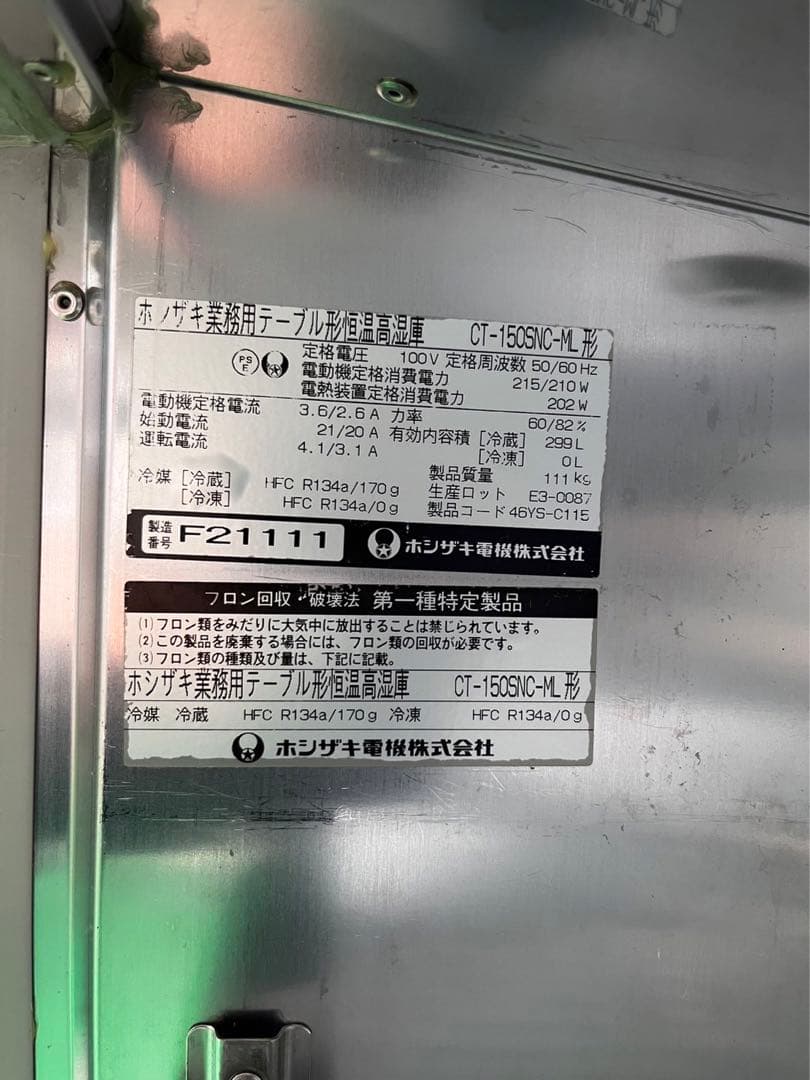 ホシザキ業務用テーブル形恒温高湿庫 CT-150SNC-ML形
PS E 定格電圧 100V 定格周波数 50/60Hz
電動機定格消費電力 215/210W
電熱装置定格消費電力 202W
電動機定格電流 3.6/2.6A 力率 60/82%
始動電流 21/20A 有効内容積 [冷蔵] 299L
運転電流 4.1/3.1A [冷凍] 0L
冷媒 [冷蔵] HFC R134a/170g 製品質量 111kg
[冷凍] HFC R134a/0g 生産ロット E3-0087
製品コード 46YS-C115
製造番号 F21111 ホシザキ電機株式会社
フロン回収・破壊法 第一種特定製品
(1)フロン類をみだりに大気中に放出することは禁じられています。
(2)この製品を廃棄する場合には、フロン類の回収が必要です。
(3)フロン類の種類及び量は、下記に記載。
ホシザキ業務用テーブル形恒温高湿庫 CT-150SNC-ML形
冷媒 冷蔵 HFC R134a/170g 冷凍 HFC R134a/0g
ホシザキ電機株式会社